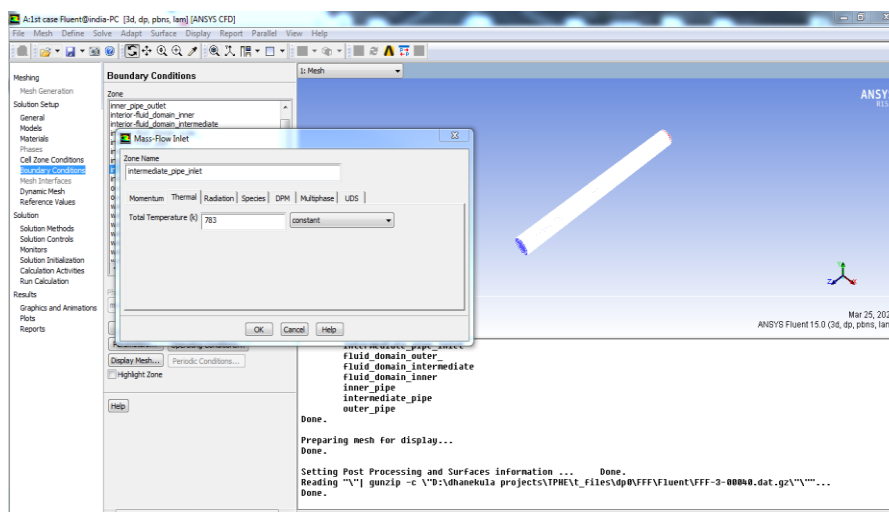 A:1st case Fluent@india-PC [3d, dp, pbns, lam] [ANSYS CFD]
File Mesh Define Solve Adapt Surface Display Report Parallel View Help
Meshing
Mesh Generation
Solution Setup
General
Models
Materials
Phases
Cell Zone Conditions
Boundary Conditions
Mesh Interfaces
Dynamic Mesh
Reference Values
Solution
Solution Methods
Solution Controls
Monitors
Solution Initialization
Calculation Activities
Run Calculation
Results
Graphics and Animations
Plots
Reports
Boundary Conditions
Zone
inner_pipe_outlet
interior-fluid_domain_inner
interior-fluid_domain_intermediate
Mass-Flow Inlet
Zone Name
intermediate_pipe_inlet
Momentum Thermal Radiation Species DPM Multiphase UDS
Total Temperature (k) 783 constant
OK Cancel Help
Display Mesh... Periodic Conditions...
Highlight Zone
Help
1: Mesh
ANSY
Mar 25, 202
ANSYS Fluent 15.0 (3d, dp, pbns, lam
intermediate_pipe_inlet
fluid_domain_outer_
fluid_domain_intermediate
fluid_domain_inner
inner_pipe
intermediate_pipe
outer_pipe
Done.
Preparing mesh for display...
Done.
Setting Post Processing and Surfaces information ... Done.
Reading "\"| gunzip -c \"D:\dhanekula projects\TPHE\t_files\dp0\FFF\Fluent\FFF-3-00040.dat.gz\"\""...
Done.